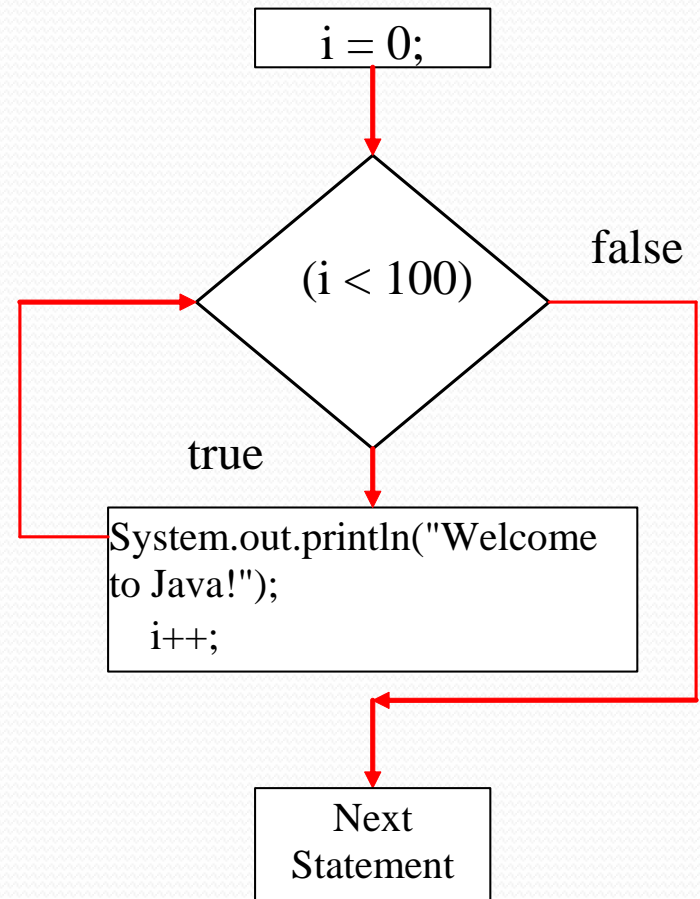 i = 0;
(i < 100)
false
true
System.out.println("Welcome
to Java!");
i++;
Next
Statement